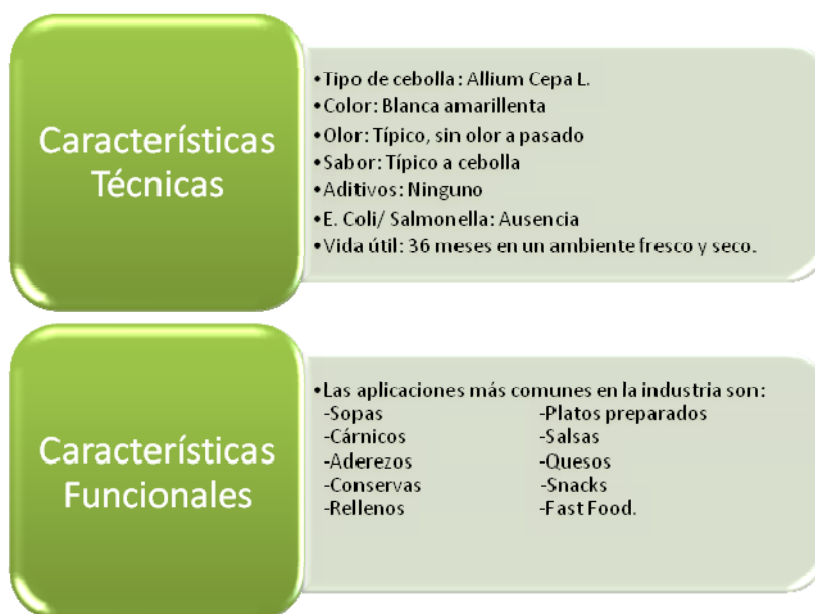 Características
Técnicas
•Tipo de cebolla: Allium Cepa L.
•Color: Blanca amarillenta
•Olor: Típico, sin olor a pasado
•Sabor: Típico a cebolla
•Aditivos: Ninguno
•E. Coli/ Salmonella: Ausencia
•Vida útil: 36 meses en un ambiente fresco y seco.
Características
Funcionales
•Las aplicaciones más comunes en la industria son:
-Sopas -Platos preparados
-Cárnicos -Salsas
-Aderezos -Quesos
-Conservas -Snacks
-Rellenos -Fast Food.